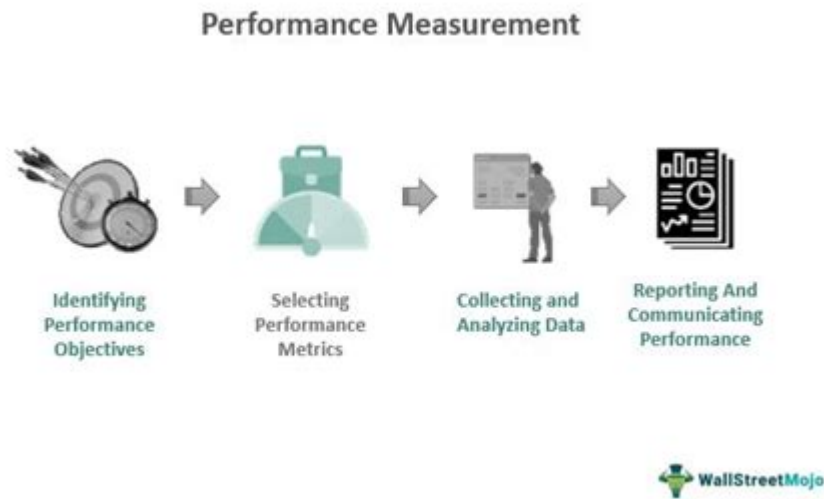 Performance Measurement
Identifying
Performance
Objectives
Selecting
Performance
Metrics
Collecting and
Analyzing Data
Reporting And
Communicating
Performance
WallStreetMojo